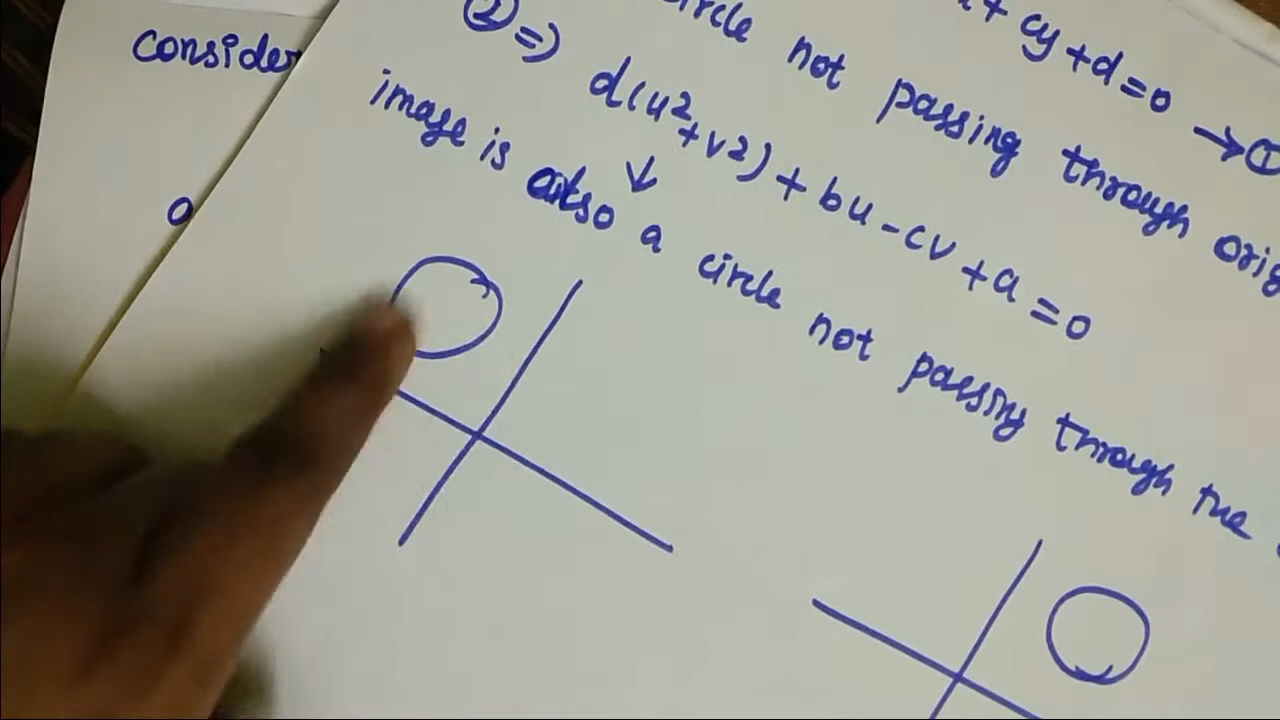 consider
+ cy + d = 0 → ①
circle not passing through orig
② => d(u2 + v2) + bu - cv + a = 0
↓
image is also a circle not passing through the
0